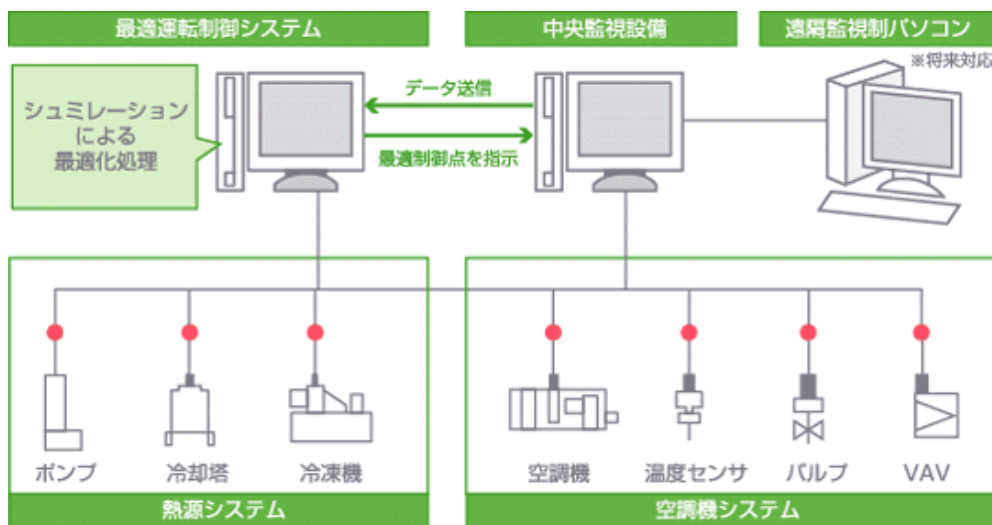 最適運転制御システム
中央監視設備
遠隔監視制パソコン
※将来対応
シュミレーション
による
最適化処理
データ送信
最適制御点を指示
ポンプ
冷却塔
冷凍機
空調機
温度センサ
バルブ
VAV
熱源システム
空調機システム